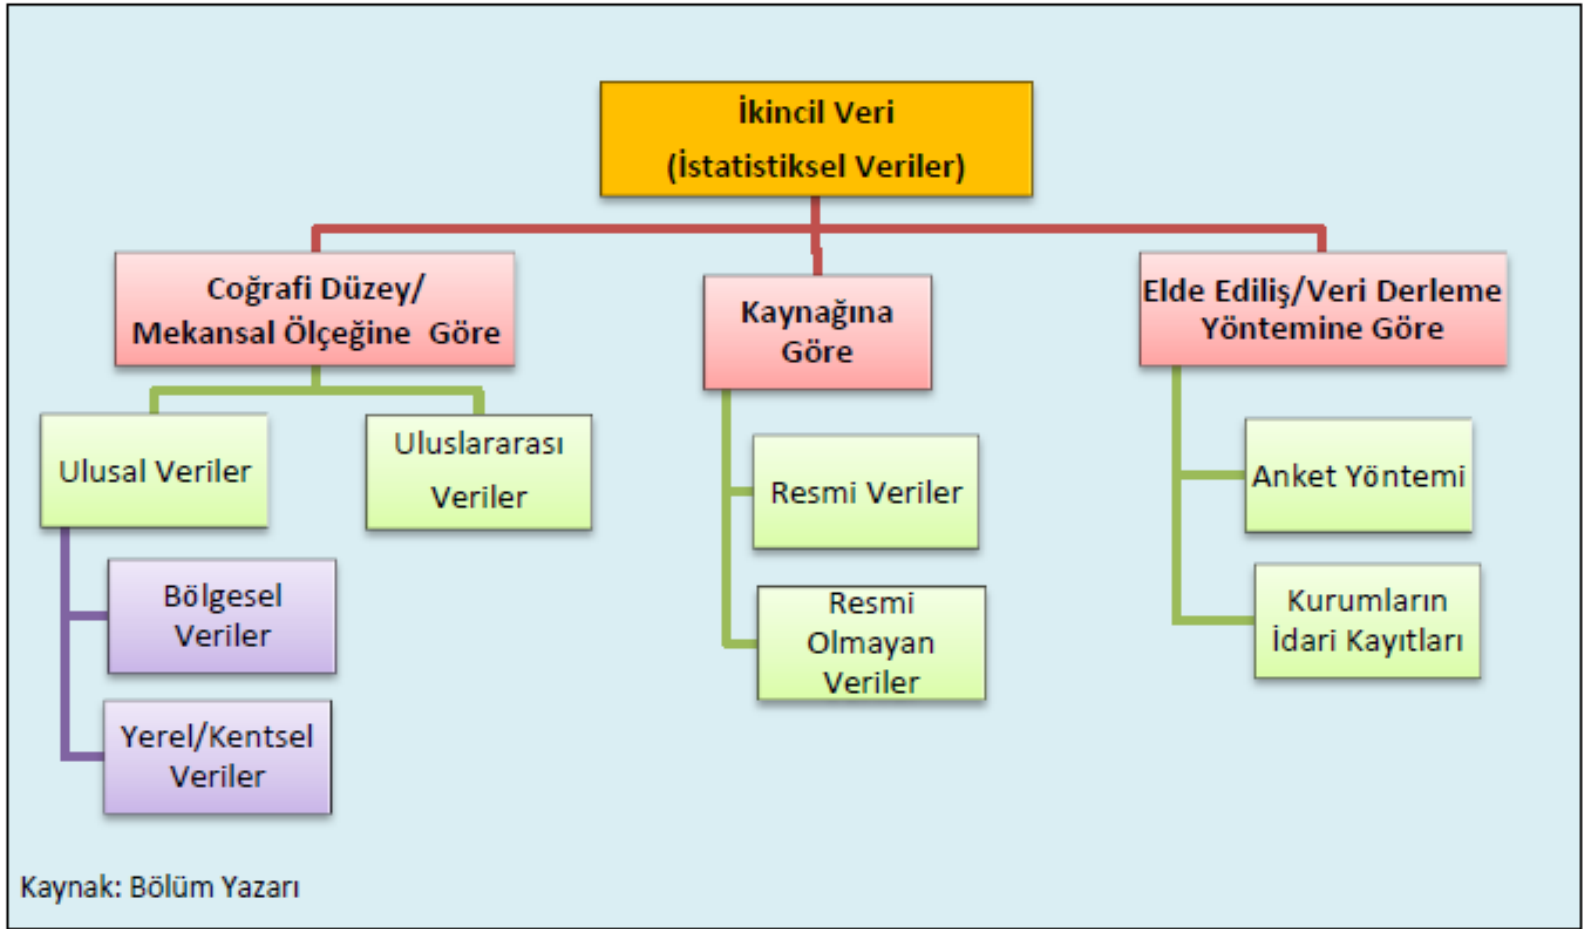 İkincil Veri
(İstatistiksel Veriler)
Coğrafi Düzey/
Mekansal Ölçeğine Göre
Kaynağına
Göre
Elde Ediliş/Veri Derleme
Yöntemine Göre
Ulusal Veriler
Uluslararası
Veriler
Resmi Veriler
Anket Yöntemi
Bölgesel
Veriler
Resmi
Olmayan
Veriler
Kurumların
İdari Kayıtları
Yerel/Kentsel
Veriler
Kaynak: Bölüm Yazarı